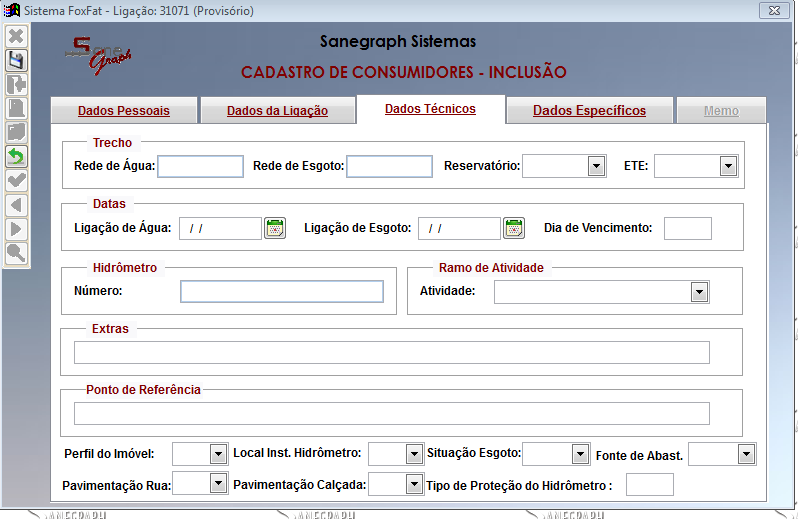 Sistema FoxFat - Ligação: 31071 (Provisório)
Sane Graph
Sanegraph Sistemas
CADASTRO DE CONSUMIDORES - INCLUSÃO
Dados Pessoais Dados da Ligação Dados Técnicos Dados Específicos Memo
Trecho
Rede de Água: Rede de Esgoto: Reservatório: ETE:
Datas
Ligação de Água: / / Ligação de Esgoto: / / Dia de Vencimento:
Hidrômetro Ramo de Atividade
Número: Atividade:
Extras
Ponto de Referência
Perfil do Imóvel: Local Inst. Hidrômetro: Situação Esgoto: Fonte de Abast.
Pavimentação Rua: Pavimentação Calçada: Tipo de Proteção do Hidrômetro :